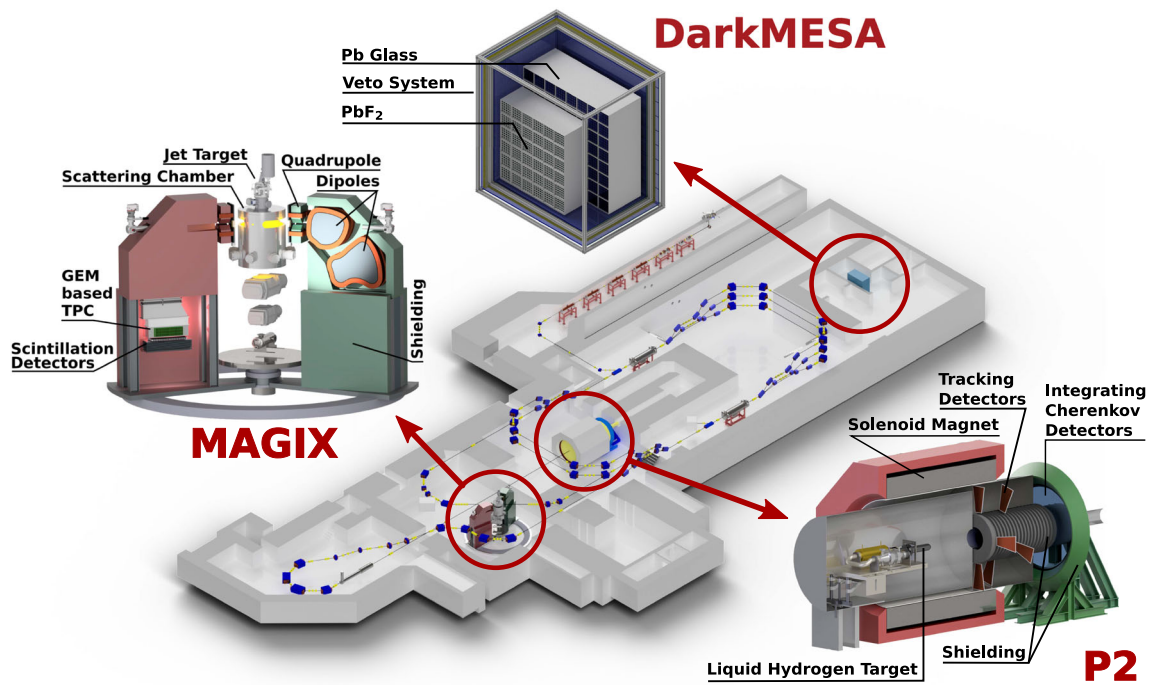 DarkMESA
Pb Glass
Veto System
PbF₂
Jet Target
Quadrupole
Scattering Chamber
Dipoles
GEM
based
TPC
Scintillation
Detectors
Shielding
MAGIX
Tracking
Detectors
Integrating
Cherenkov
Detectors
Solenoid Magnet
Liquid Hydrogen Target
Shielding
P2